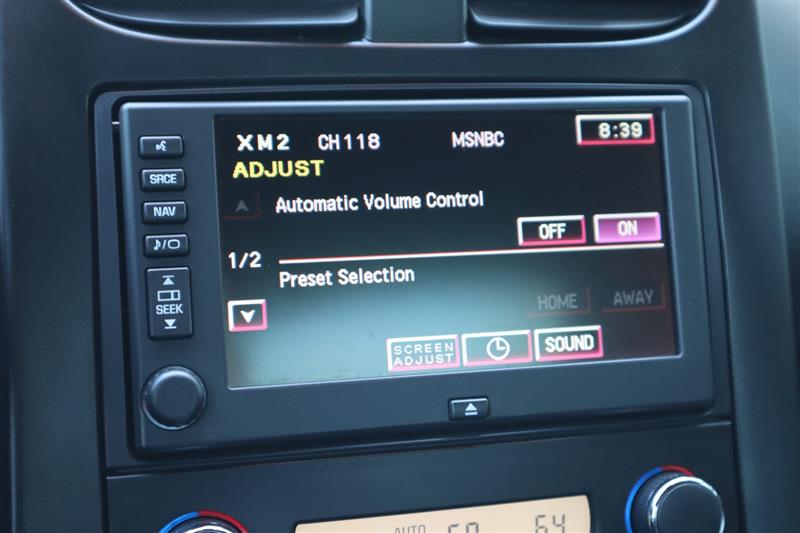 XM2 CH118 MSNBC 8:39
ADJUST
SRCE
Automatic Volume Control
NAV
OFF ON
1/2
Preset Selection
SEEK
HOME AWAY
SCREEN ADJUST
SOUND
AUTO 64